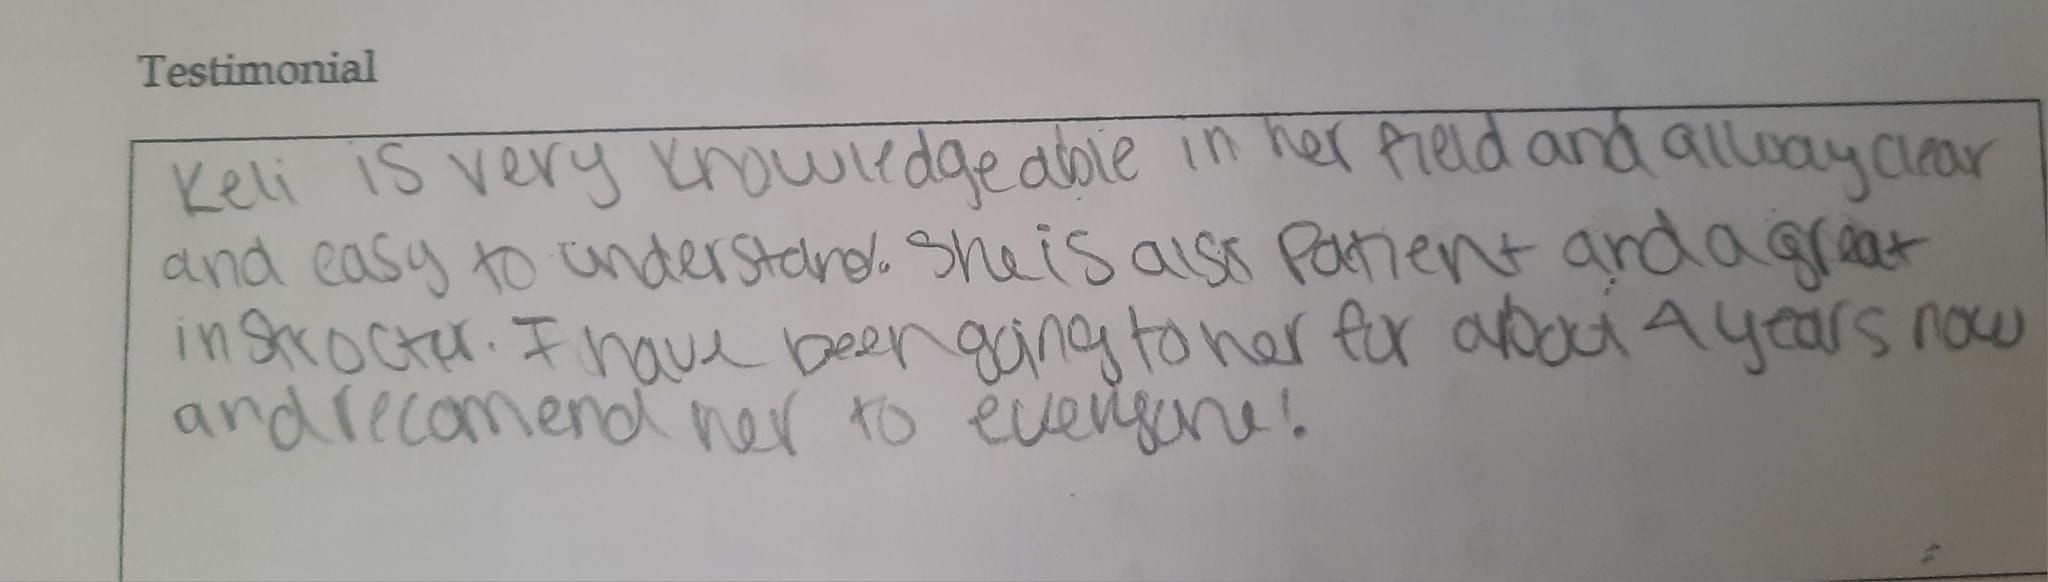 Testimonial
Keli is very knowledgeable in her field and allway clear
and easy to understand. She is also Patient and a great
instroctur. I have been going to her for about 4 years now
and recomend her to everyone!